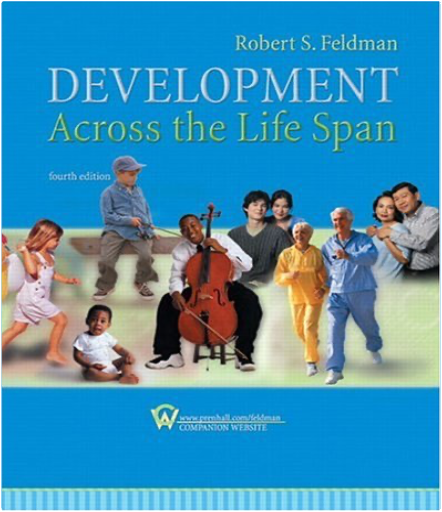 Robert S. Feldman
DEVELOPMENT
Across the Life Span
fourth edition
www.prenhall.com/feldman
COMPANION WEBSITE